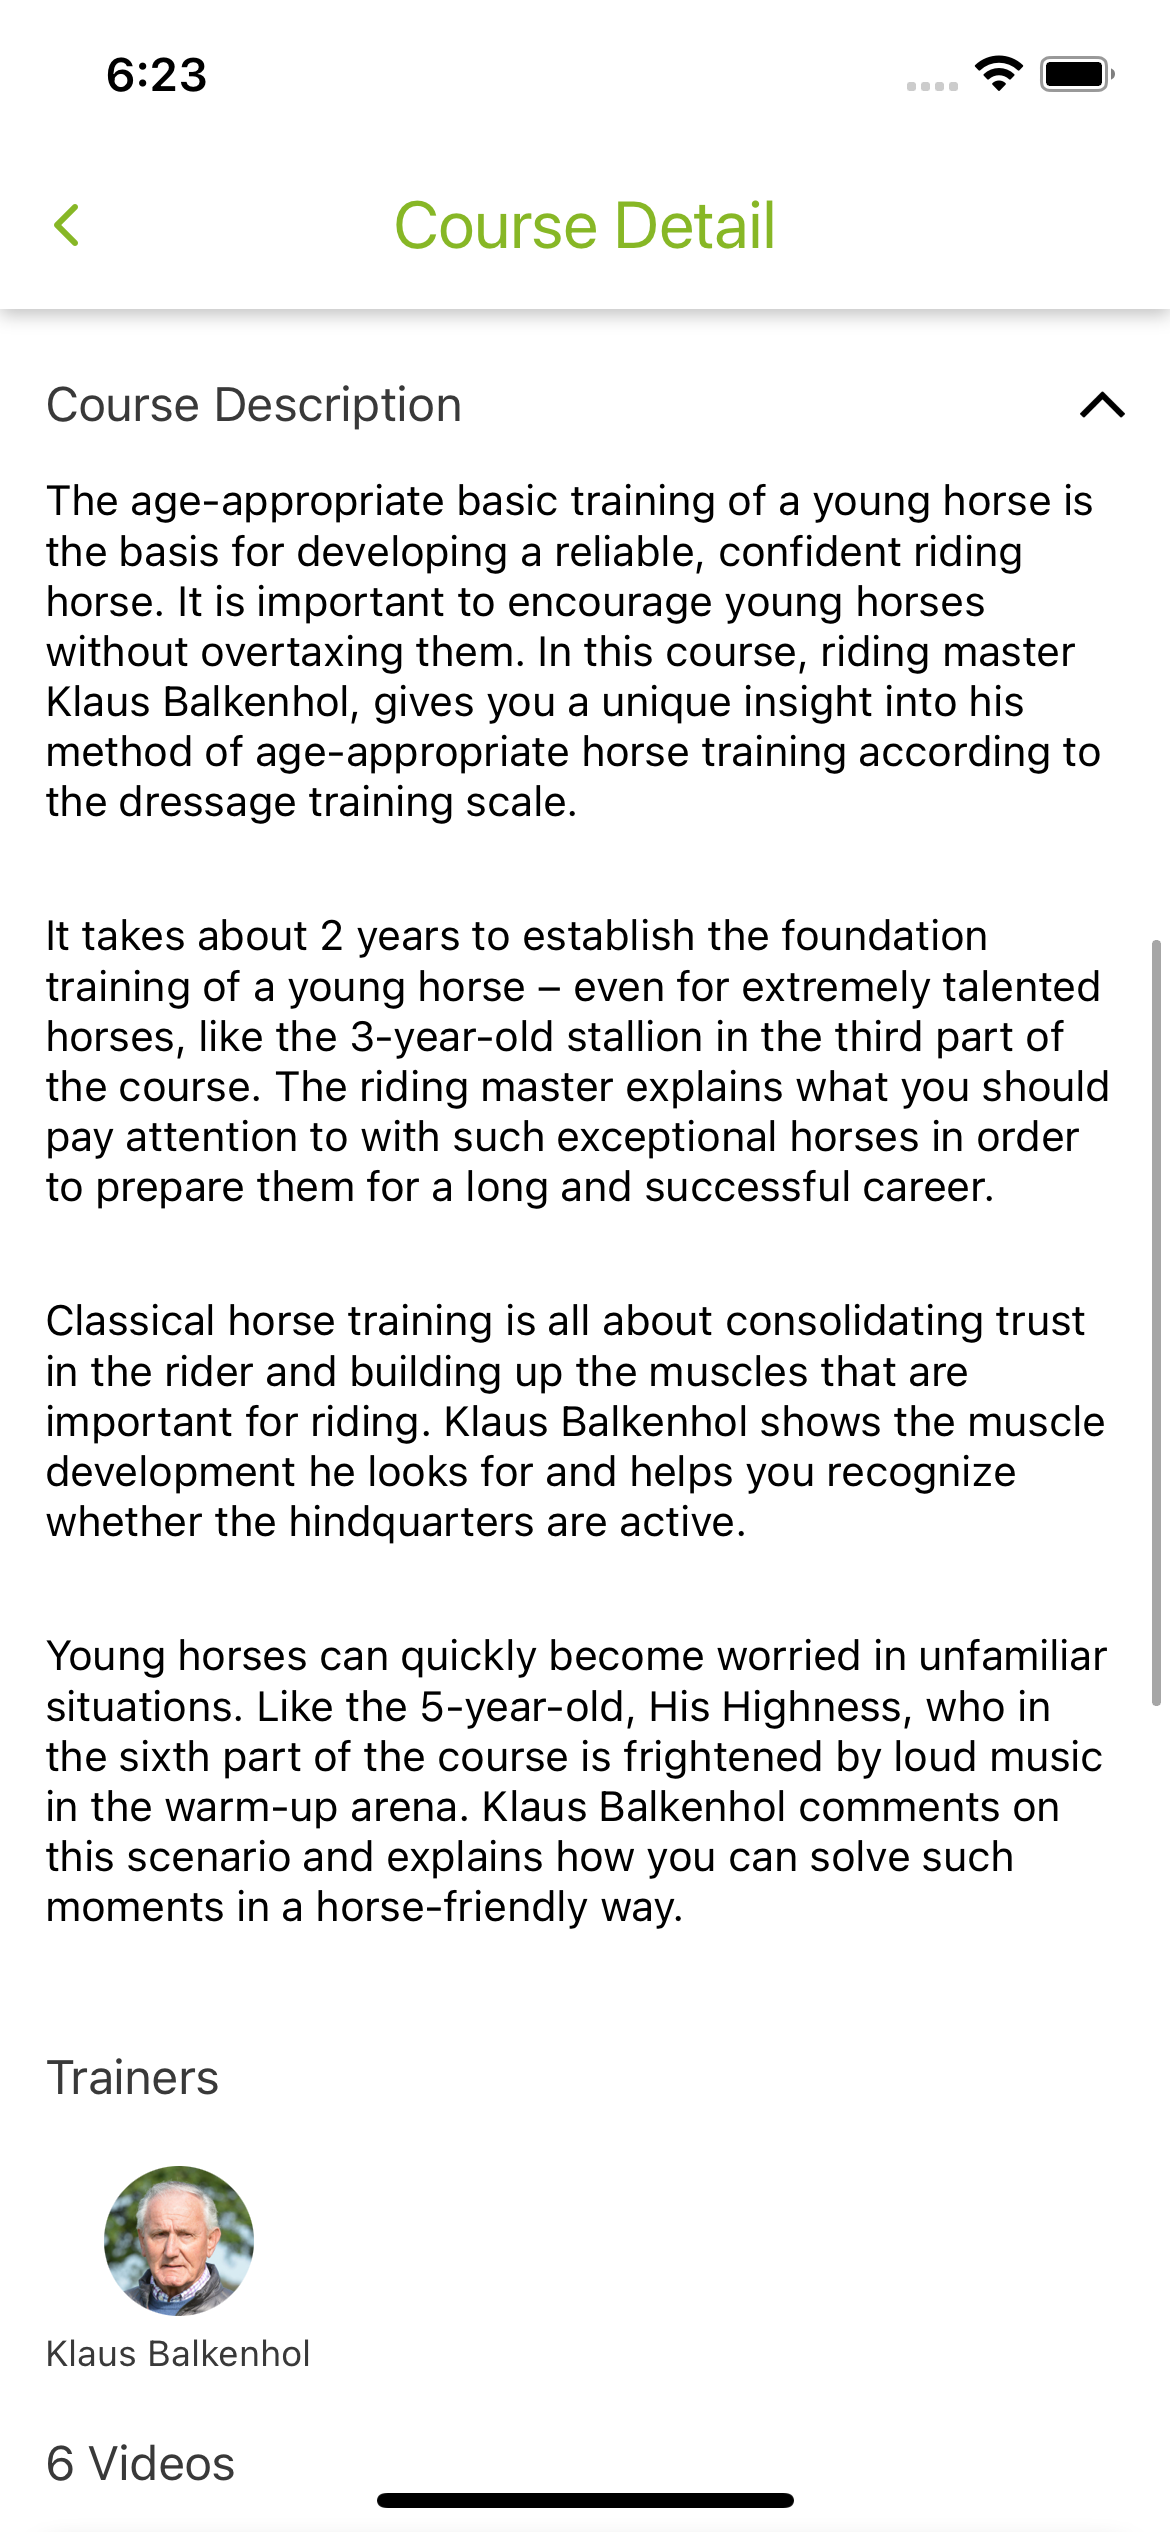 6:23
Course Detail
Course Description
The age-appropriate basic training of a young horse is
the basis for developing a reliable, confident riding
horse. It is important to encourage young horses
without overtaxing them. In this course, riding master
Klaus Balkenhol, gives you a unique insight into his
method of age-appropriate horse training according to
the dressage training scale.
It takes about 2 years to establish the foundation
training of a young horse – even for extremely talented
horses, like the 3-year-old stallion in the third part of
the course. The riding master explains what you should
pay attention to with such exceptional horses in order
to prepare them for a long and successful career.
Classical horse training is all about consolidating trust
in the rider and building up the muscles that are
important for riding. Klaus Balkenhol shows the muscle
development he looks for and helps you recognize
whether the hindquarters are active.
Young horses can quickly become worried in unfamiliar
situations. Like the 5-year-old, His Highness, who in
the sixth part of the course is frightened by loud music
in the warm-up arena. Klaus Balkenhol comments on
this scenario and explains how you can solve such
moments in a horse-friendly way.
Trainers
Klaus Balkenhol
6 Videos